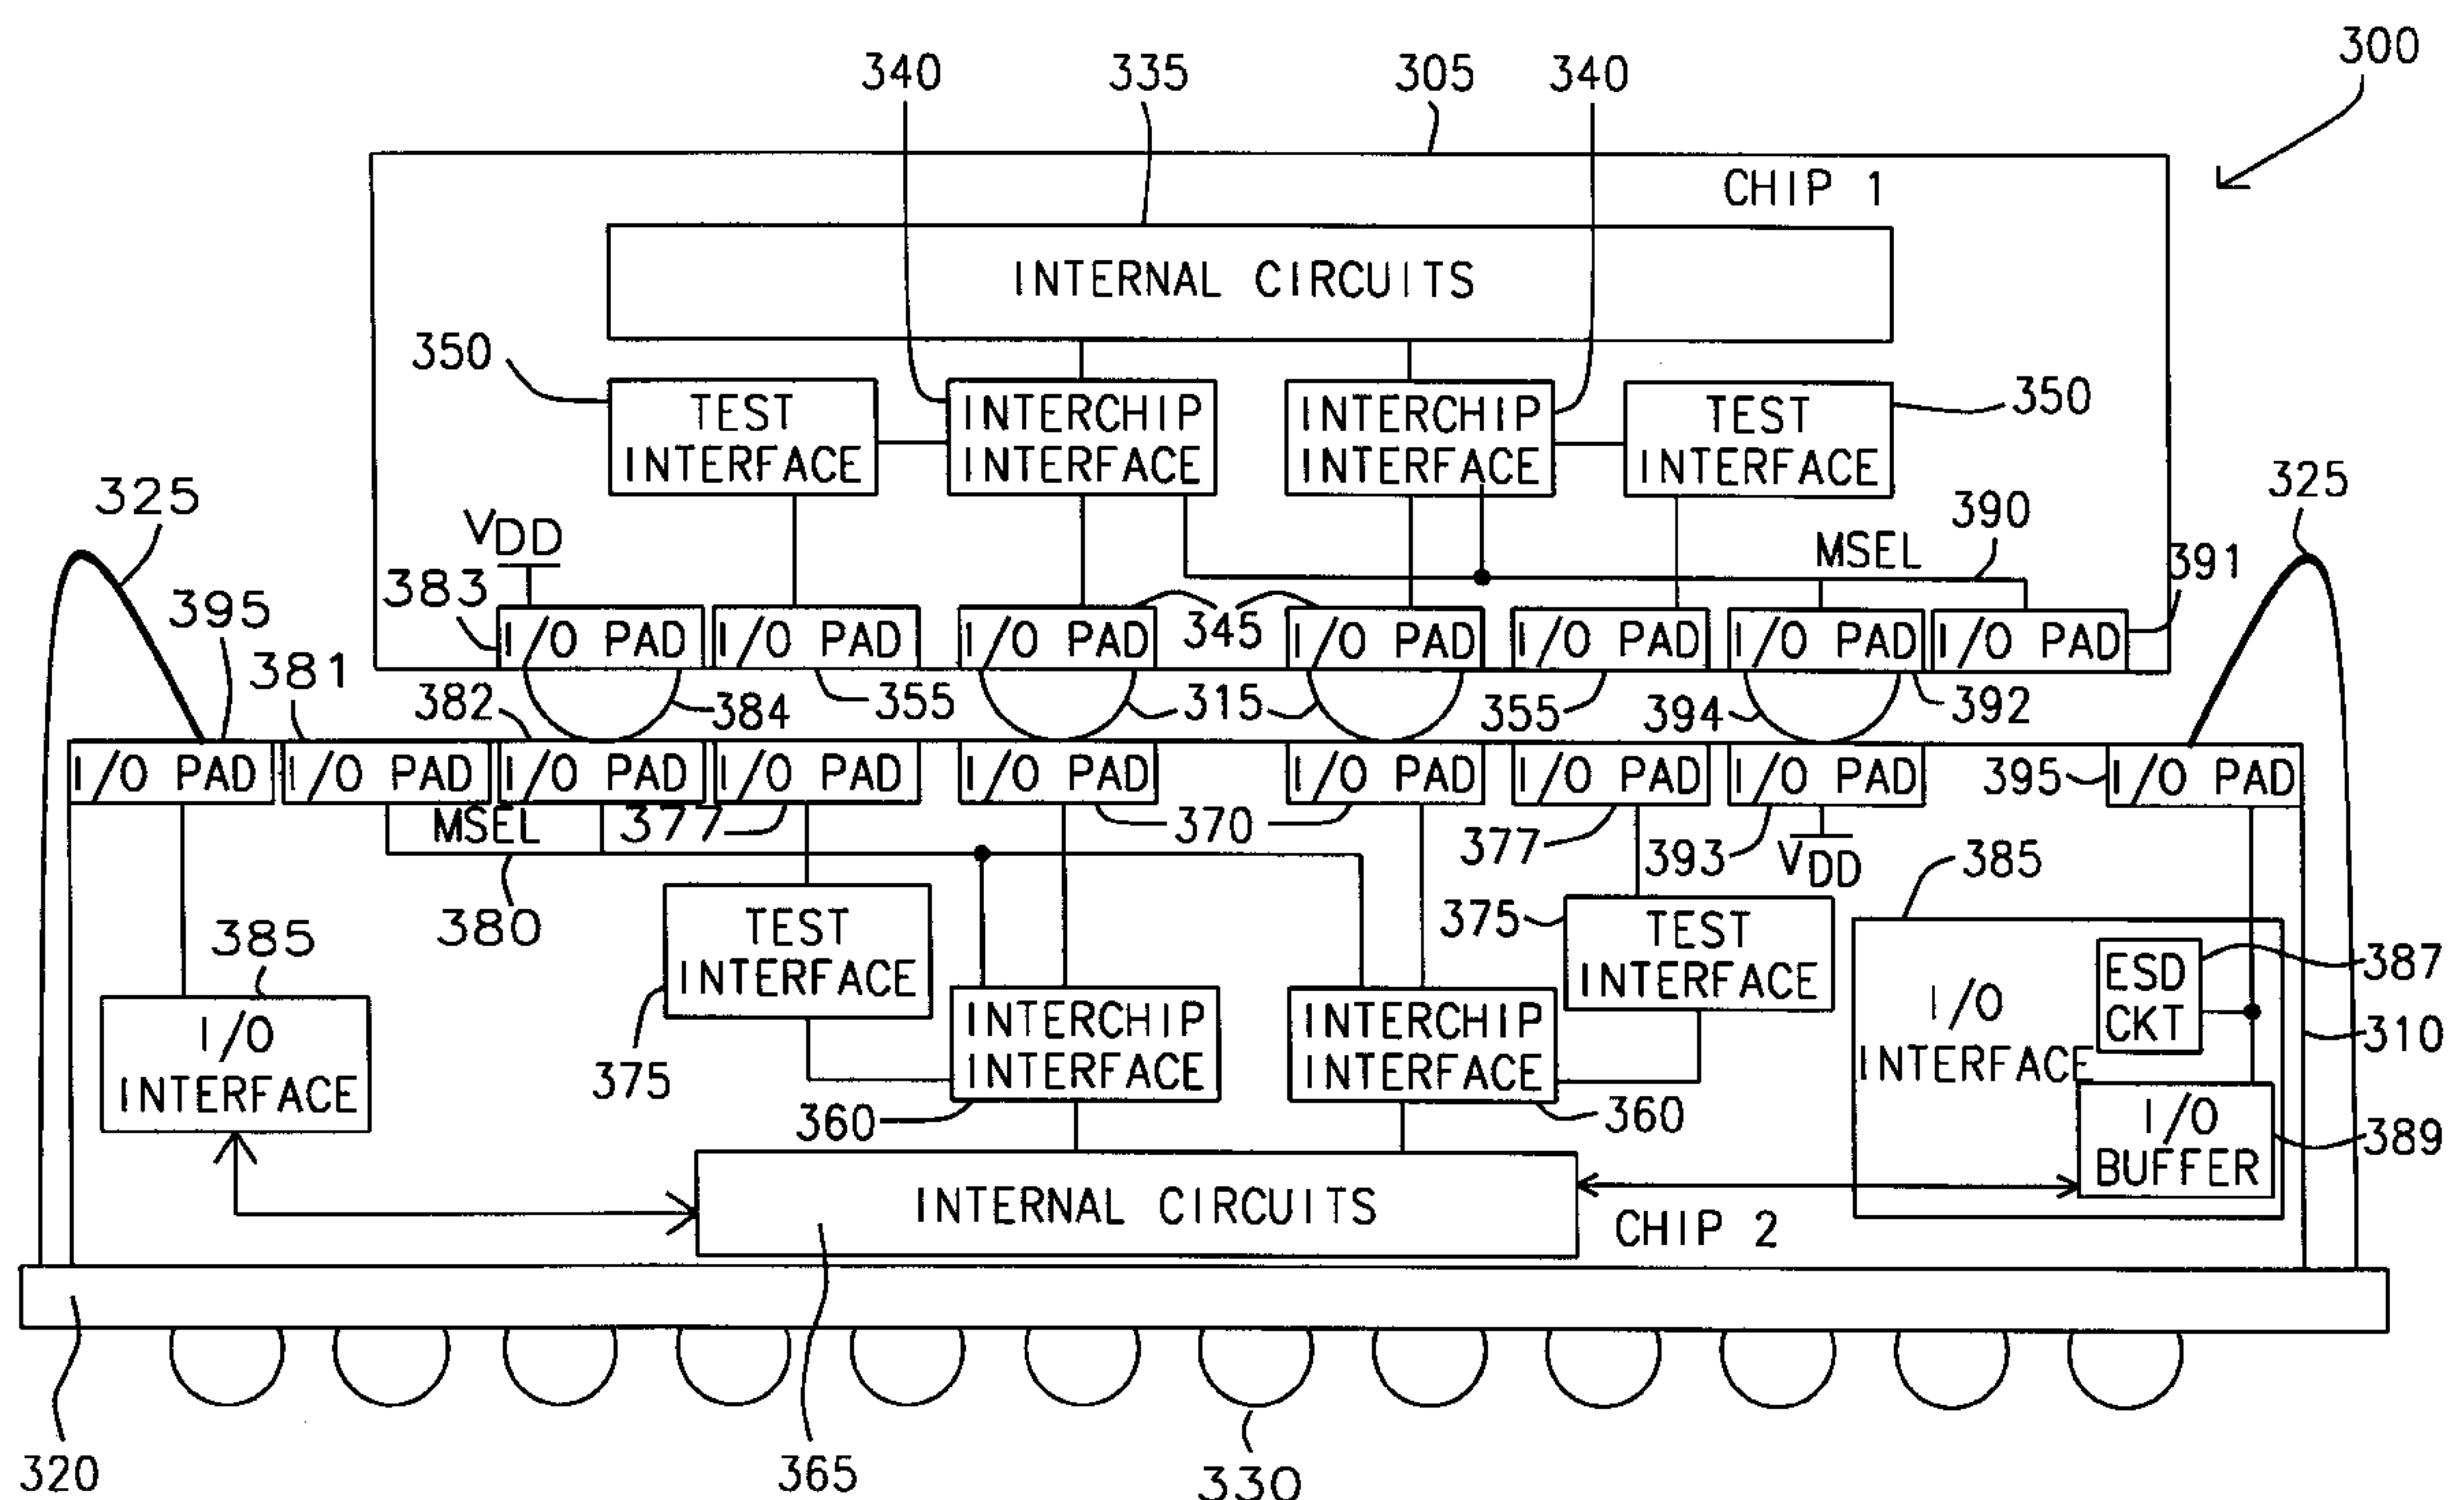 300
340 335 305 340
CHIP 1
INTERNAL CIRCUITS
350 TEST INTERCHIP INTERCHIP TEST 350
INTERFACE INTERFACE INTERFACE INTERFACE
325 325
VDD MSEL 390
383 391
395 I/O PAD I/O PAD I/O PAD 345 I/O PAD I/O PAD I/O PAD I/O PAD
381 382 384 355 315 355 394 392
I/O PAD I/O PAD I/O PAD I/O PAD I/O PAD I/O PAD I/O PAD I/O PAD 395 I/O PAD
MSEL 377 370 377 393 VDD 385
380
385 TEST 375 TEST ESD 387
INTERFACE INTERFACE CKT
I/O INTERCHIP INTERCHIP I/O 310
INTERFACE INTERFACE INTERFACE INTERFACE
375 360 360 I/O 389
BUFFER
INTERNAL CIRCUITS CHIP 2
320 365 330